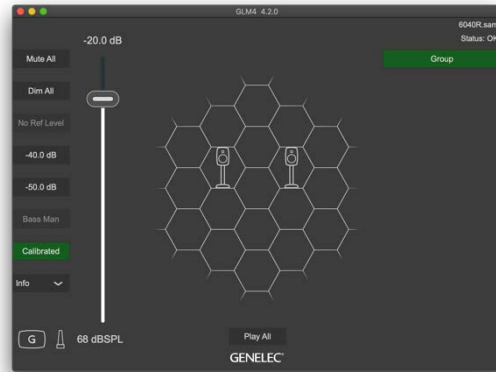 GLM4 4.2.0
6040R.sam
Status: OK
-20.0 dB
Mute All
Group
Dim All
No Ref Level
-40.0 dB
-50.0 dB
Bass Man
Calibrated
Info
G
68 dBSPL
Play All
GENELEC®